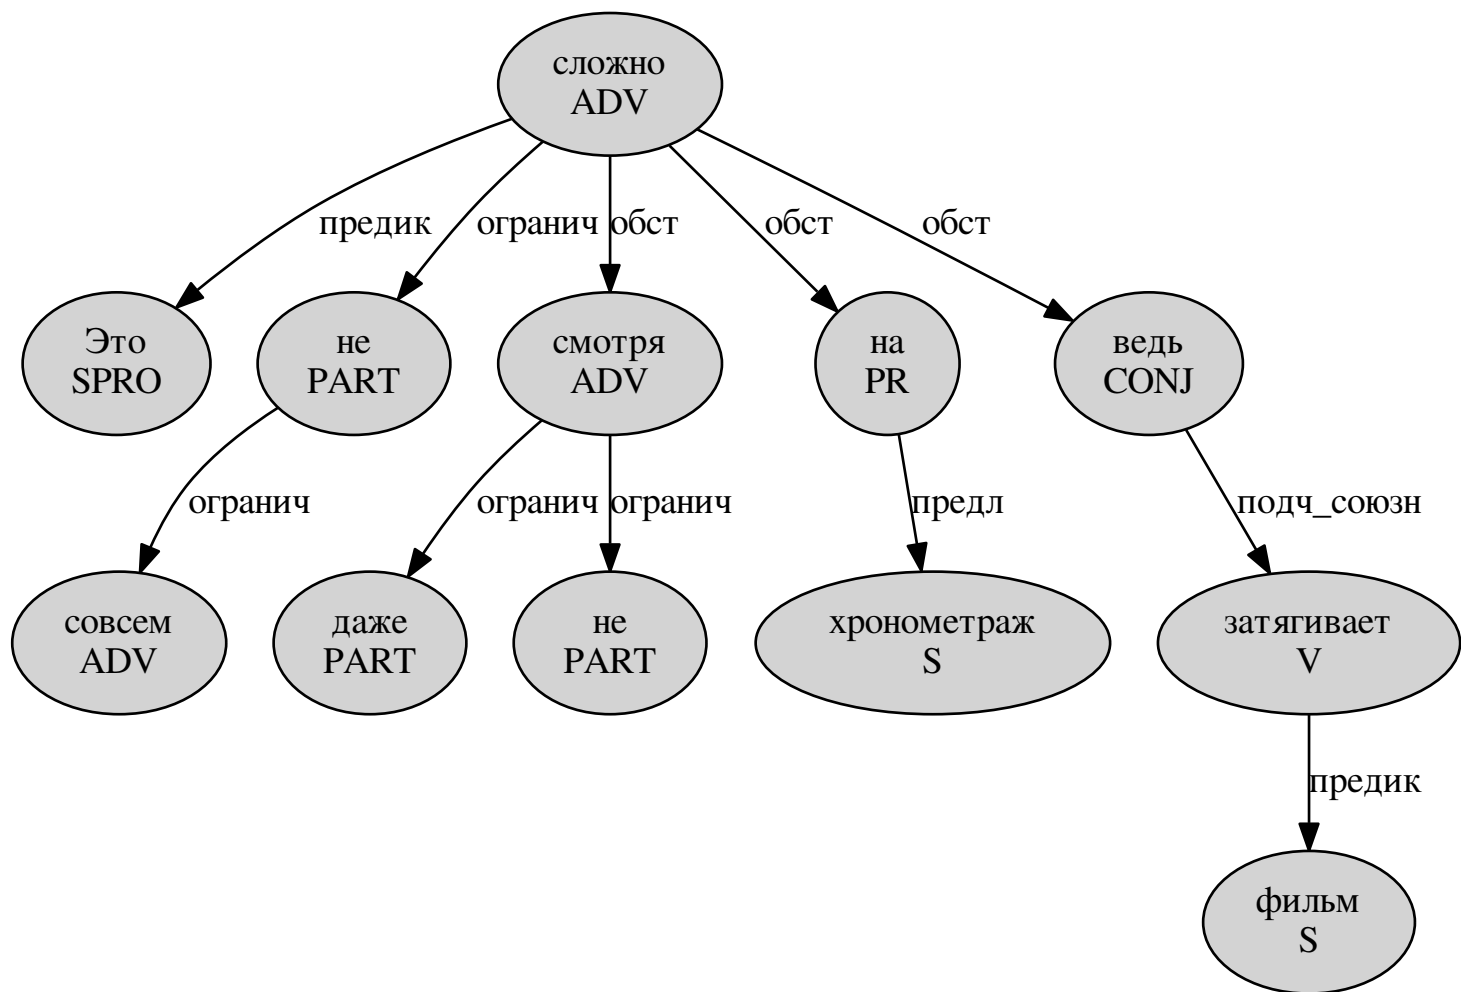 сложно
ADV
предик
огранич
обст
обст
обст
Это
SPRO
не
PART
смотря
ADV
на
PR
ведь
CONJ
огранич
огранич
огранич
предл
подч_союзн
совсем
ADV
даже
PART
не
PART
хронометраж
S
затягивает
V
предик
фильм
S